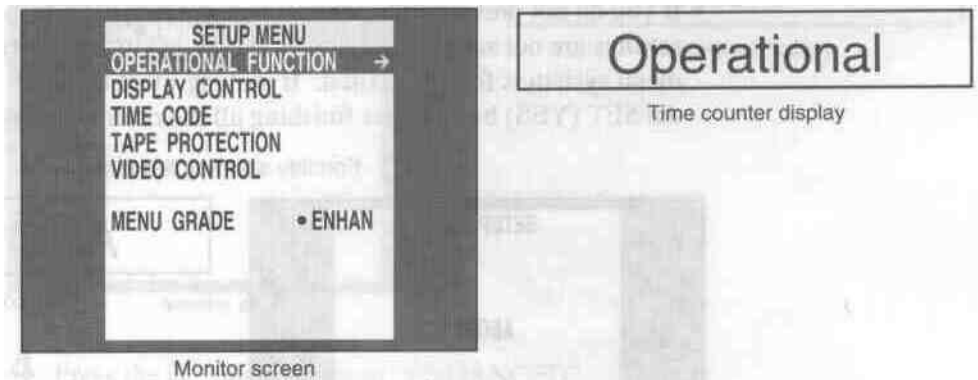 SETUP MENU
OPERATIONAL FUNCTION →
DISPLAY CONTROL
TIME CODE
TAPE PROTECTION
VIDEO CONTROL
MENU GRADE • ENHAN
Monitor screen
Operational
Time counter display